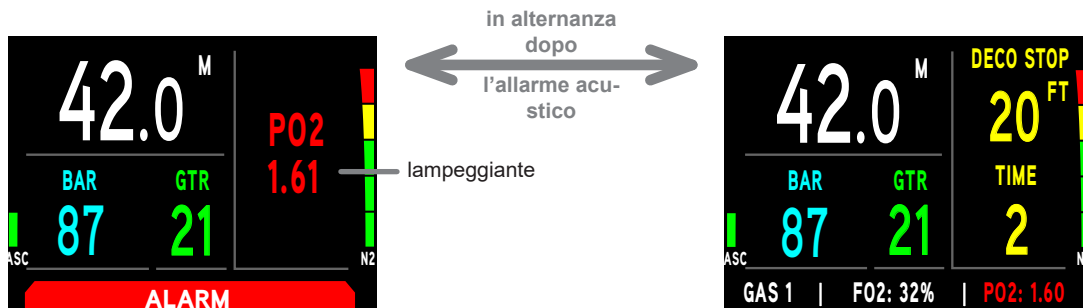 in alternanza
dopo
l'allarme acu-
stico
42.0 M
PO2
1.61
lampeggiante
BAR
GTR
87
21
ASC
N2
ALARM
42.0 M
DECO STOP
20 FT
BAR
GTR
TIME
87
21
2
ASC
N
GAS 1 | FO2: 32% | PO2: 1.60